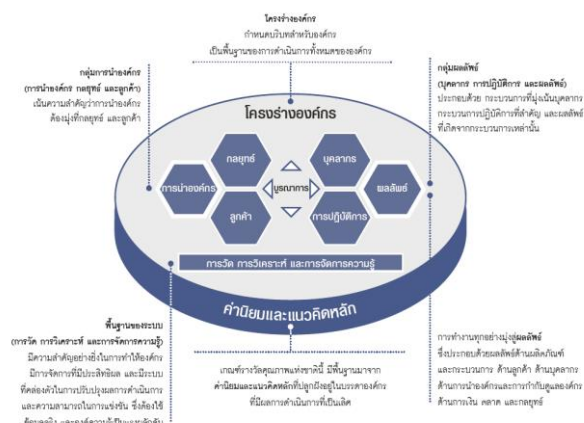 โครงร่างองค์กร
กำหนดบริบทสำหรับองค์กร
เป็นพื้นฐานของการดำเนินการทั้งหมดขององค์กร
กลุ่มการนำองค์กร
(การนำองค์กร กลยุทธ์ และลูกค้า)
เน้นความสำคัญว่าการนำองค์กร
ต้องมุ่งที่กลยุทธ์ และลูกค้า
กลุ่มผลลัพธ์
(บุคลากร การปฏิบัติการ และผลลัพธ์)
ประกอบด้วย กระบวนการที่มุ่งเน้นบุคลากร
กระบวนการปฏิบัติการที่สำคัญ และผลลัพธ์
ที่เกิดจากกระบวนการเหล่านั้น
โครงร่างองค์กร
กลยุทธ์
บุคลากร
การนำองค์กร
บูรณาการ
ผลลัพธ์
ลูกค้า
การปฏิบัติการ
การวัด การวิเคราะห์ และการจัดการความรู้
ค่านิยมและแนวคิดหลัก
พื้นฐานของระบบ
(การวัด การวิเคราะห์ และการจัดการความรู้)
มีความสำคัญอย่างยิ่งในการทำให้องค์กร
มีการจัดการที่มีประสิทธิผล และมีระบบ
ที่คล่องตัวในการปรับปรุงผลการดำเนินการ
และความสามารถในการแข่งขัน ซึ่งต้องใช้
เกณฑ์รางวัลคุณภาพแห่งชาตินี้ มีพื้นฐานมาจาก
ค่านิยมและแนวคิดหลักที่ปลูกฝังอยู่ในบรรดาองค์กร
ที่มีผลการดำเนินการที่เป็นเลิศ
การทำงานทุกอย่างมุ่งสู่ผลลัพธ์
ซึ่งประกอบด้วยผลลัพธ์ด้านผลิตภัณฑ์
และกระบวนการ ด้านลูกค้า ด้านบุคลากร
ด้านการนำองค์กรและการกำกับดูแลองค์กร
ด้านการเงิน ตลาด และกลยุทธ์